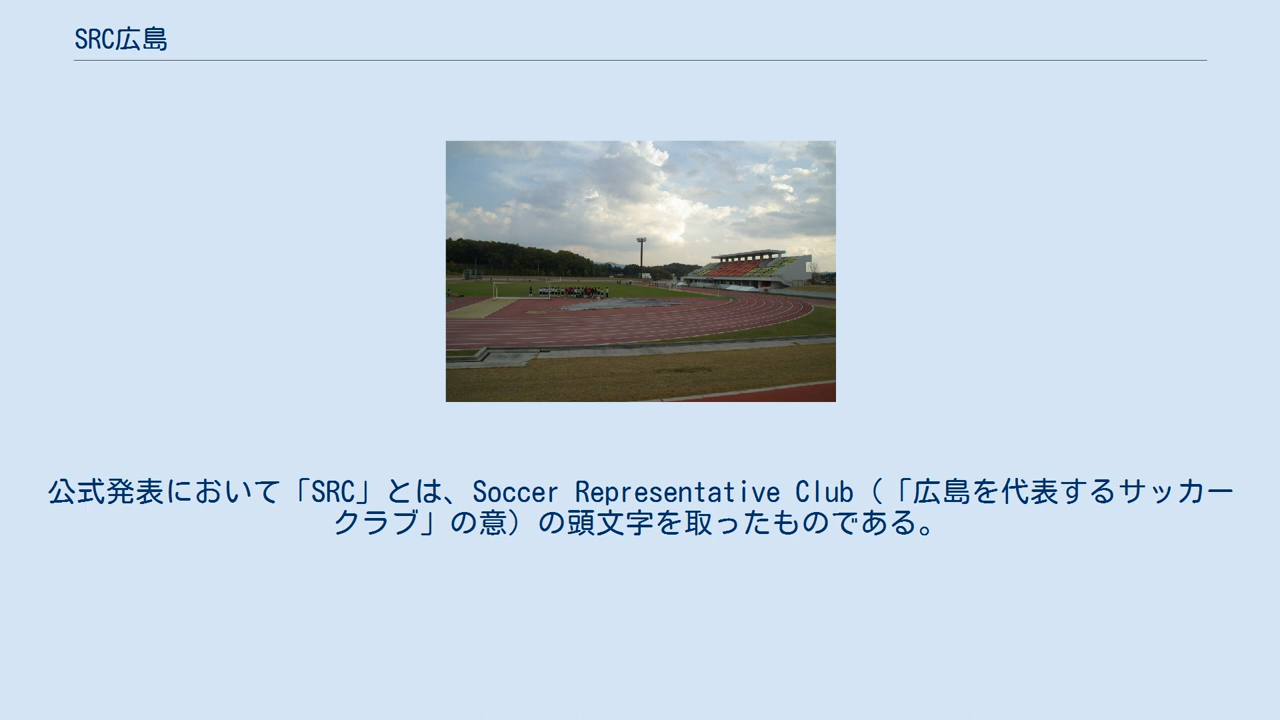 SRC広島
公式発表において「SRC」とは、Soccer Representative Club（「広島を代表するサッカー
クラブ」の意）の頭文字を取ったものである。